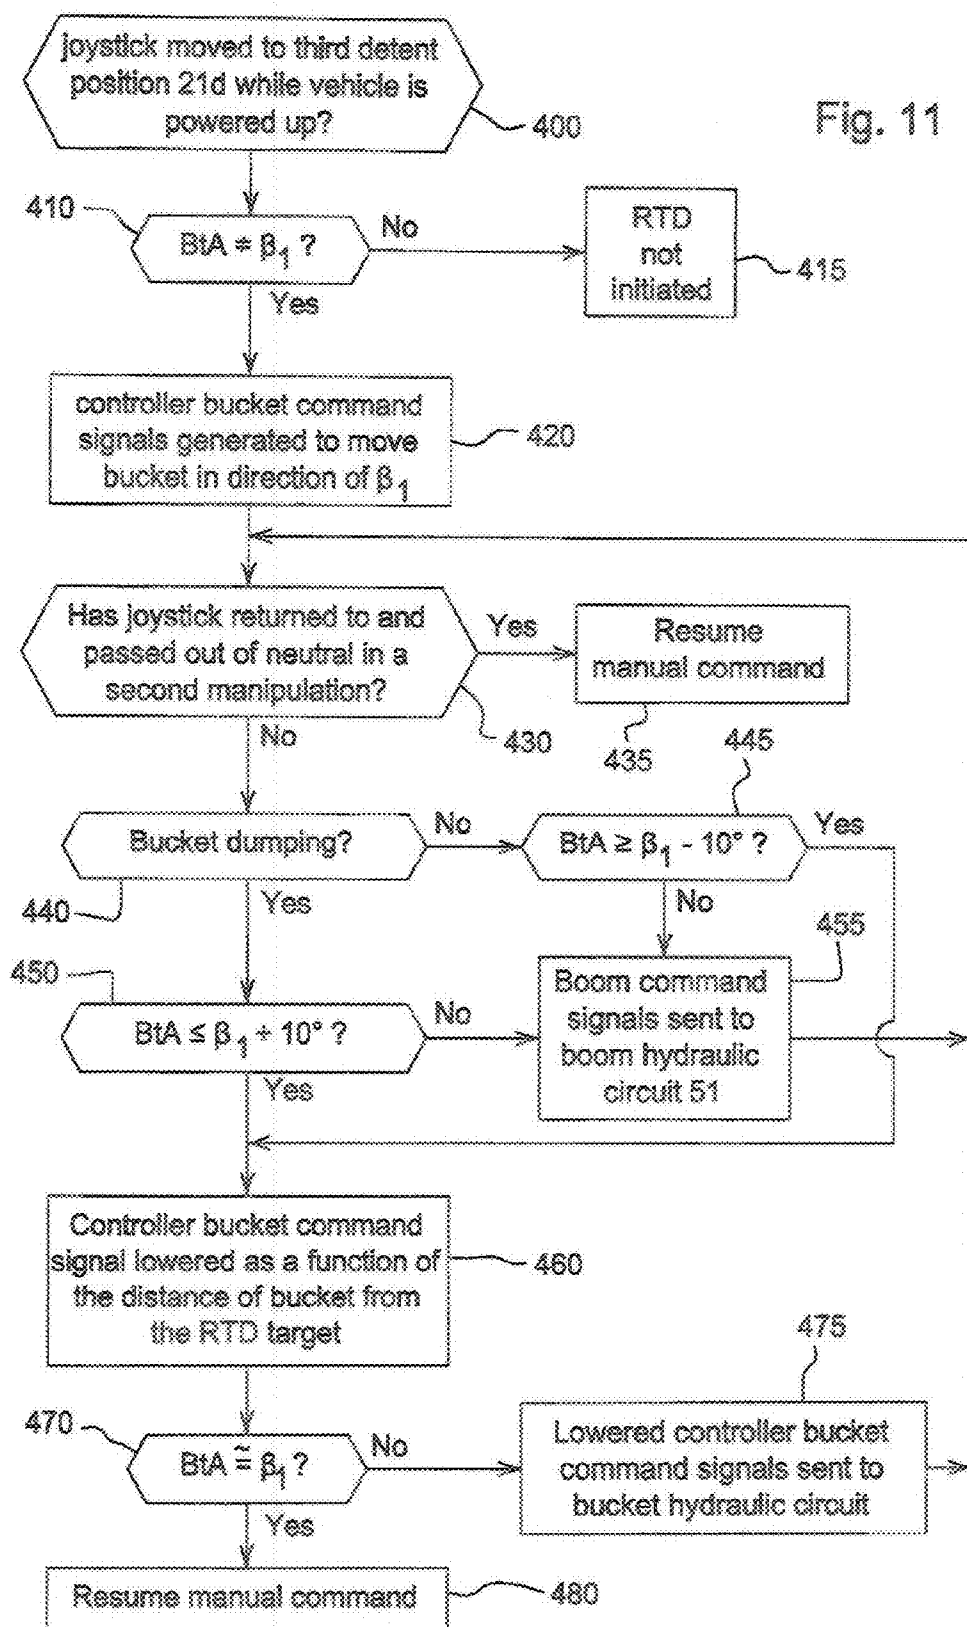 joystick moved to third detent
position 21d while vehicle is
powered up?
400
Fig. 11
410
BtA ≠ β1 ?
No
RTD
not
initiated
415
Yes
controller bucket command
signals generated to move
bucket in direction of β1
420
Has joystick returned to and
passed out of neutral in a
second manipulation?
430
Yes
Resume
manual command
435
No
445
Bucket dumping?
440
No
BtA ≥ β1 - 10° ?
Yes
Yes
No
455
450
BtA ≤ β1 + 10° ?
No
Boom command
signals sent to
boom hydraulic
circuit 51
Yes
Controller bucket command
signal lowered as a function of
the distance of bucket from
the RTD target
460
475
470
BtA ≅ β1 ?
No
Lowered controller bucket
command signals sent to
bucket hydraulic circuit
Yes
Resume manual command
480